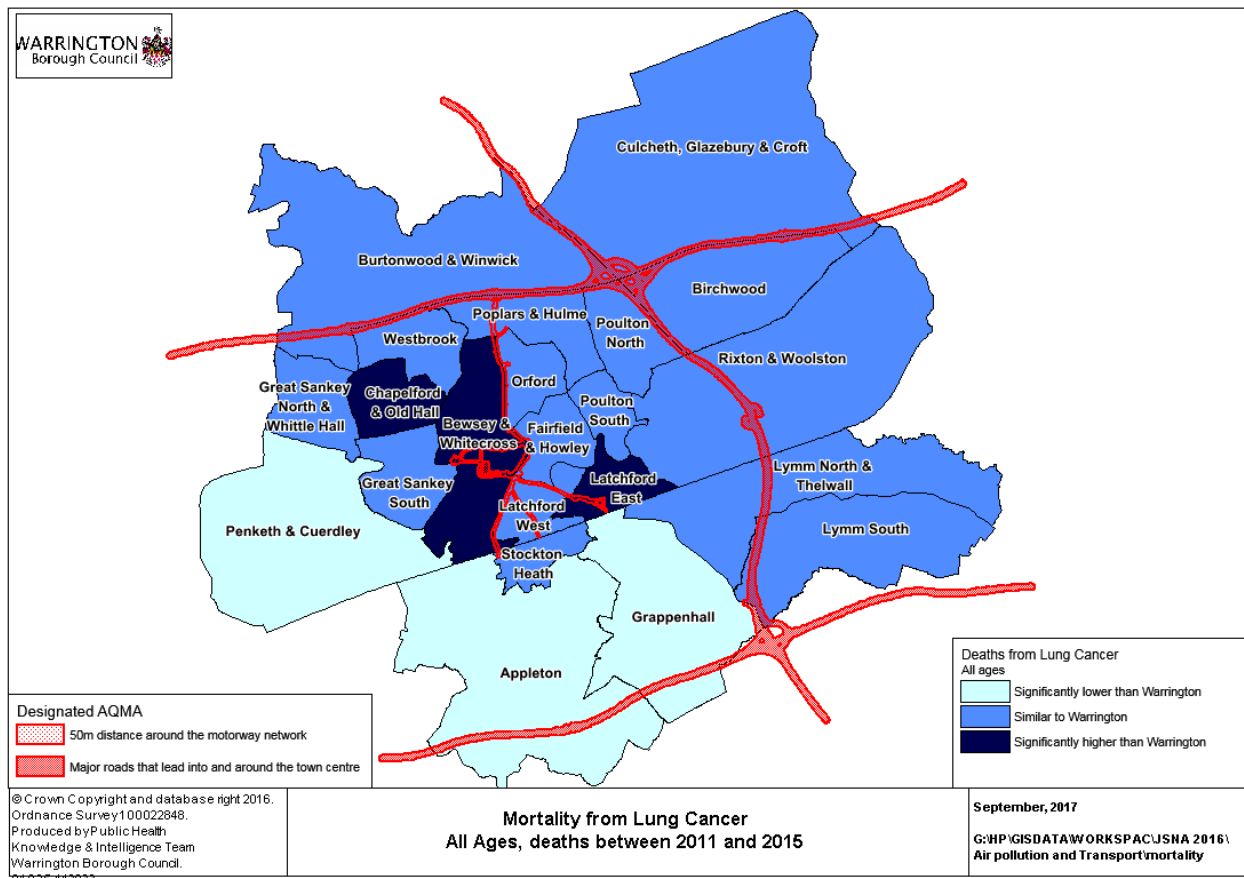 WARRINGTON
Borough Council
Culcheth, Glazebury & Croft
Burtonwood & Winwick
Birchwood
Poplars & Hulme
Poulton
North
Westbrook
Rixton & Woolston
Great Sankey
North &
Whittle Hall
Chapelford
& Old Hall
Orford
Poulton
South
Bewsey &
Whitecross
Fairfield
& Howley
Lymm North &
Thelwall
Great Sankey
South
Latchford
East
Latchford
West
Lymm South
Penketh & Cuerdley
Stockton
Heath
Grappenhall
Appleton
Deaths from Lung Cancer
All ages
Significantly lower than Warrington
Similar to Warrington
Significantly higher than Warrington
Designated AQMA
50m distance around the motorway network
Major roads that lead into and around the town centre
© Crown Copyright and database right 2016.
Ordnance Survey 100022848.
Produced by Public Health
Knowledge & Intelligence Team
Warrington Borough Council.
Mortality from Lung Cancer
All Ages, deaths between 2011 and 2015
September, 2017
G:\HP\GISDATA\WORKSPAC\JSNA 2016\
Air pollution and Transport\mortality